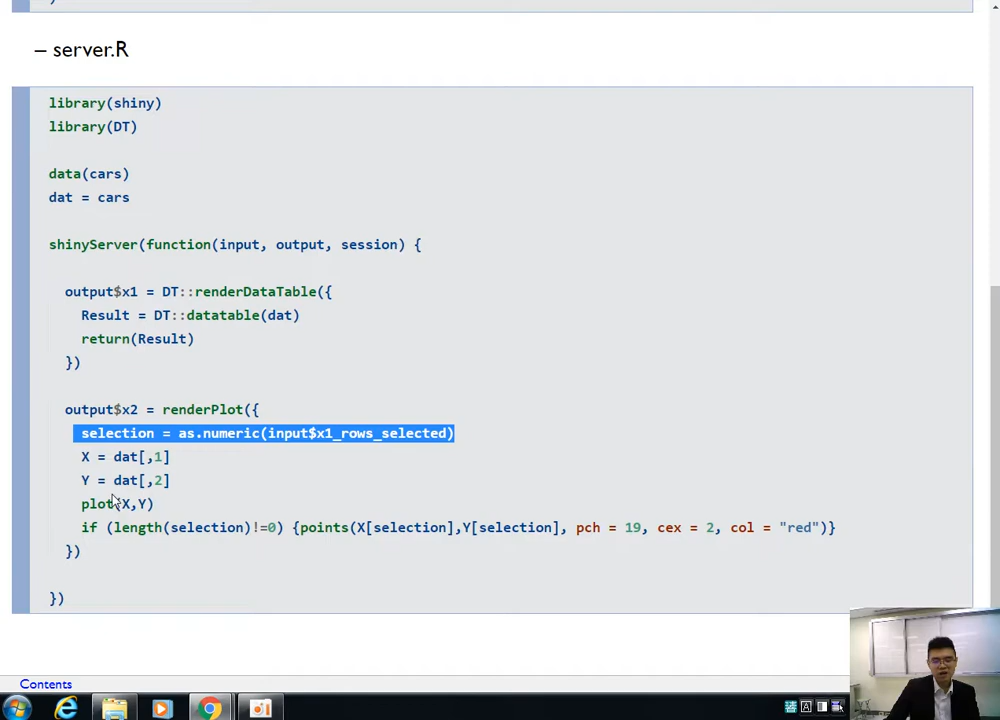 – server.R
library(shiny)
library(DT)
data(cars)
dat = cars
shinyServer(function(input, output, session) {
output$x1 = DT::renderDataTable({
Result = DT::datatable(dat)
return(Result)
})
output$x2 = renderPlot({
selection = as.numeric(input$x1_rows_selected)
X = dat[,1]
Y = dat[,2]
plot(X,Y)
if (length(selection)!=0) {points(X[selection],Y[selection], pch = 19, cex = 2, col = "red")}
})
})
Contents